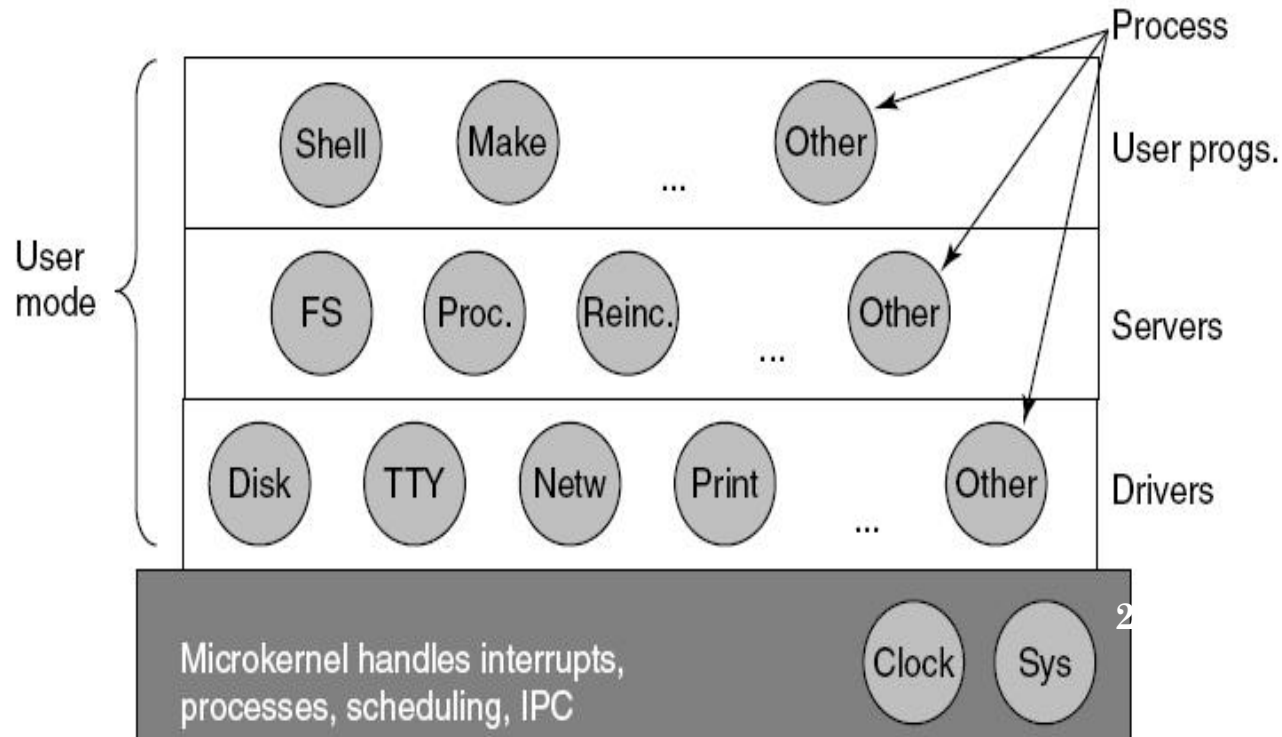 Process
Shell
Make
...
Other
User progs.
User
mode
FS
Proc.
Reinc.
...
Other
Servers
Disk
TTY
Netw
Print
...
Other
Drivers
2
Microkernel handles interrupts,
processes, scheduling, IPC
Clock
Sys